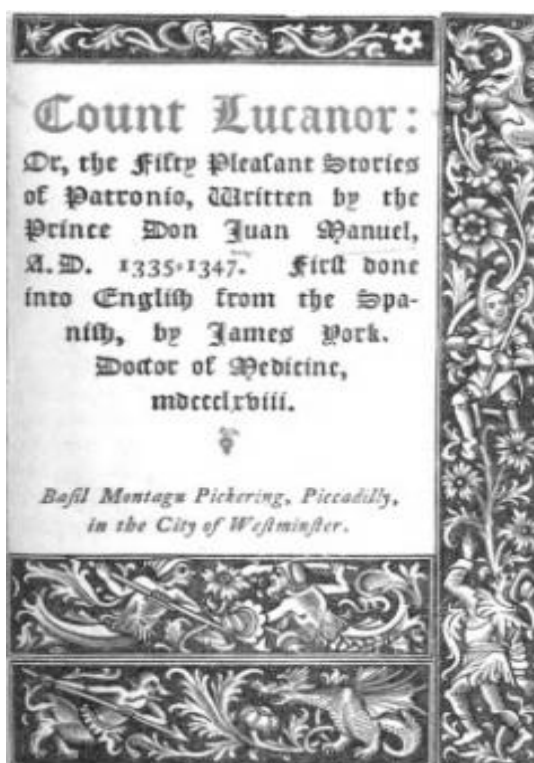 Count Lucanor:
Or, the Fifty Pleaſant Stories
of Patronio, Written by the
Prince Don Juan Manuel,
A.D. 1335-1347. Firſt done
into Engliſh from the Spa-
niſh, by James York.
Doctor of Medicine,
mdccclxviii.
Baſil Montagu Pickering, Piccadilly,
in the City of Weſtminſter.